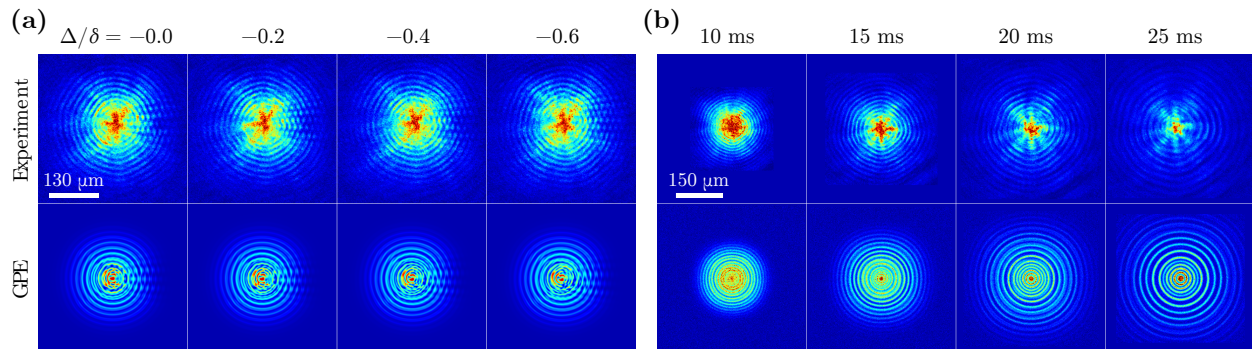 (a)
Δ/δ = −0.0 −0.2 −0.4 −0.6
Experiment
130 μm
GPE
(b)
10 ms 15 ms 20 ms 25 ms
150 μm